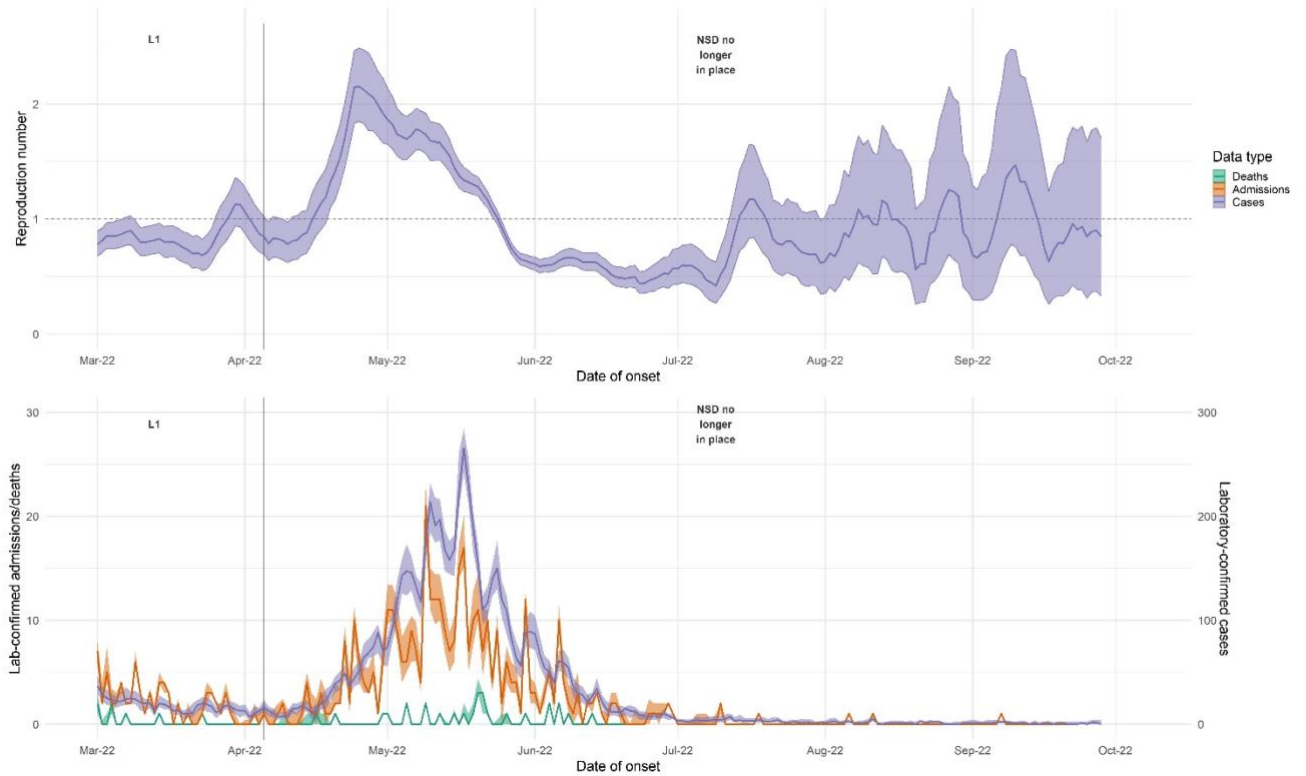 L1
NSD no
longer
in place
Reproduction number
2
1
0
Mar-22 Apr-22 May-22 Jun-22 Jul-22 Aug-22 Sep-22 Oct-22
Date of onset
Data type
Deaths
Admissions
Cases
L1
NSD no
longer
in place
Lab-confirmed admissions/deaths
30
20
10
0
300
200
100
0
Laboratory-confirmed cases
Mar-22 Apr-22 May-22 Jun-22 Jul-22 Aug-22 Sep-22 Oct-22
Date of onset